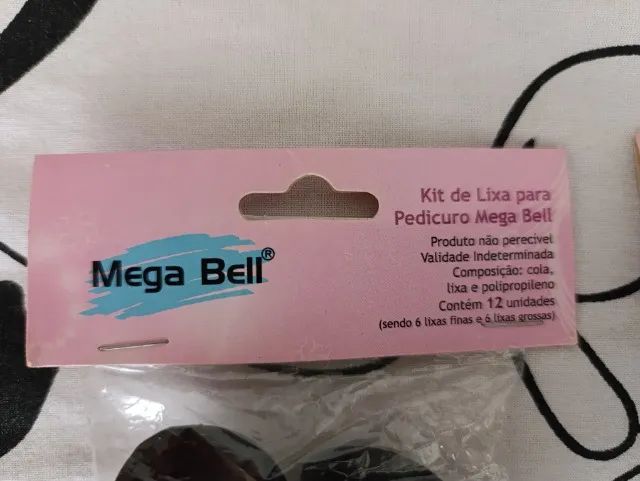 Mega Bell®
Kit de Lixa para
Pedicuro Mega Bell
Produto não perecível
Validade Indeterminada
Composição: cola,
lixa e polipropileno
Contém 12 unidades
(sendo 6 lixas finas e 6 lixas grossas)